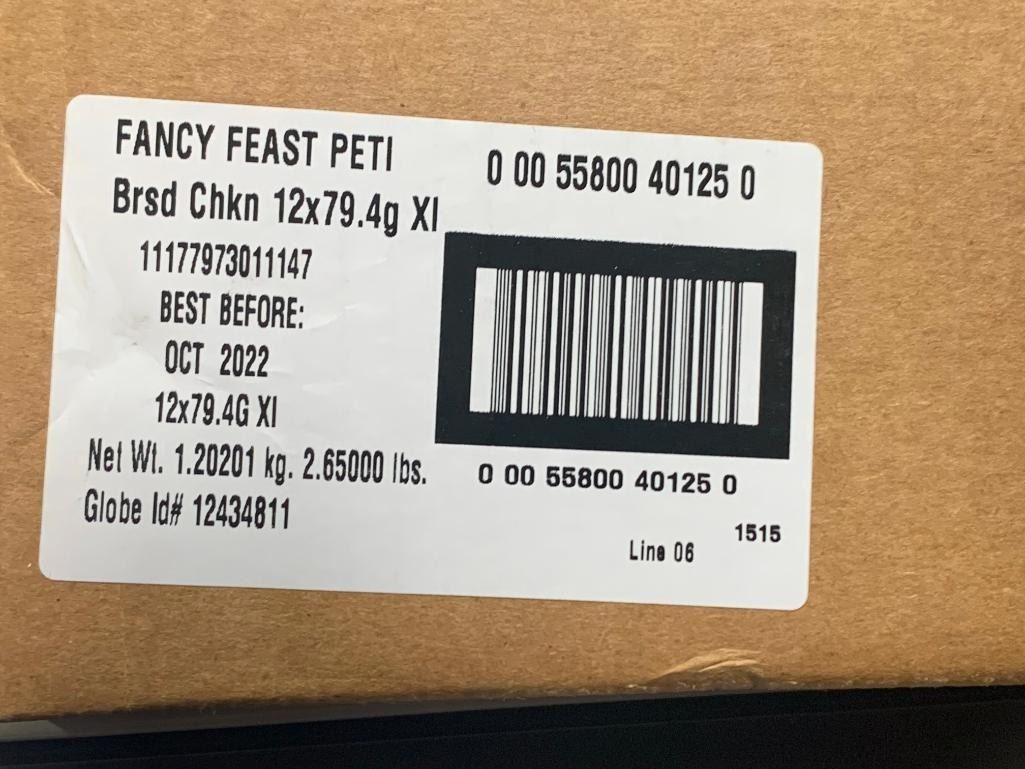 FANCY FEAST PETI
Brsd Chkn 12x79.4g XI
11177973011147
BEST BEFORE:
OCT 2022
12x79.4G XI
Net Wt. 1.20201 kg. 2.65000 lbs.
Globe Id# 12434811
0 00 55800 40125 0
0 00 55800 40125 0
1515
Line 06